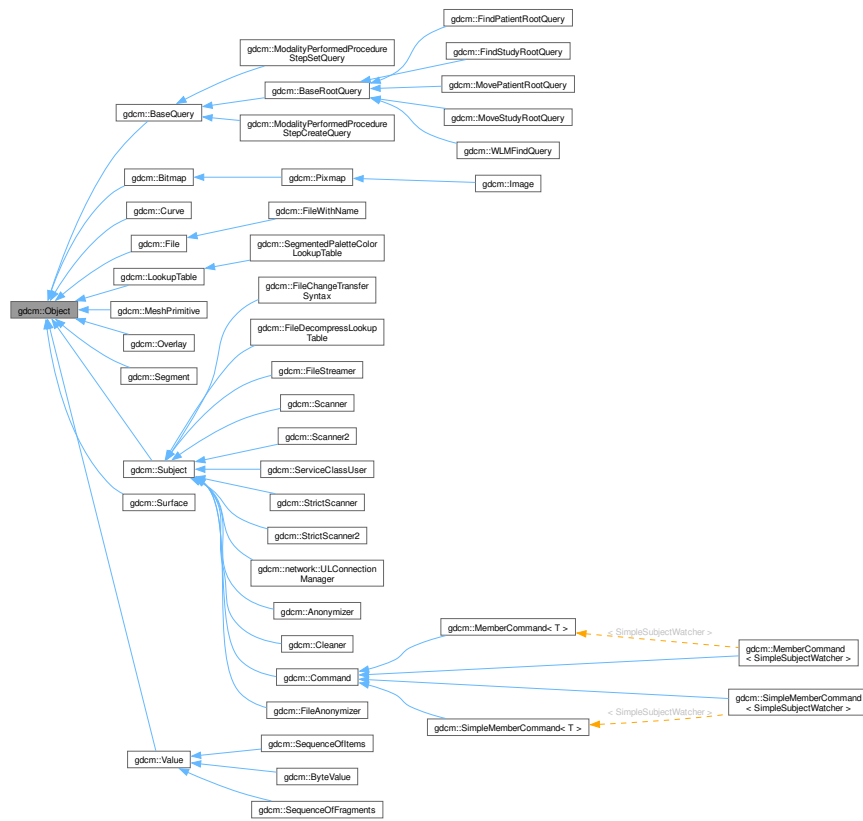 gdcm::FindPatientRootQuery
gdcm::ModalityPerformedProcedure
StepSetQuery
gdcm::FindStudyRootQuery
gdcm::BaseRootQuery
gdcm::MovePatientRootQuery
gdcm::BaseQuery
gdcm::MoveStudyRootQuery
gdcm::ModalityPerformedProcedure
StepCreateQuery
gdcm::WLMFindQuery
gdcm::Bitmap
gdcm::Pixmap
gdcm::Image
gdcm::Curve
gdcm::FileWithName
gdcm::File
gdcm::SegmentedPaletteColor
LookupTable
gdcm::LookupTable
gdcm::FileChangeTransfer
Syntax
gdcm::Object
gdcm::MeshPrimitive
gdcm::FileDecompressLookup
Table
gdcm::Overlay
gdcm::Segment
gdcm::FileStreamer
gdcm::Scanner
gdcm::Scanner2
gdcm::Subject
gdcm::ServiceClassUser
gdcm::Surface
gdcm::StrictScanner
gdcm::StrictScanner2
gdcm::network::ULConnection
Manager
gdcm::Anonymizer
gdcm::MemberCommand< T >
< SimpleSubjectWatcher >
gdcm::Cleaner
gdcm::MemberCommand
< SimpleSubjectWatcher >
gdcm::Command
gdcm::SimpleMemberCommand
< SimpleSubjectWatcher >
gdcm::FileAnonymizer
< SimpleSubjectWatcher >
gdcm::SimpleMemberCommand< T >
gdcm::SequenceOfItems
gdcm::Value
gdcm::ByteValue
gdcm::SequenceOfFragments